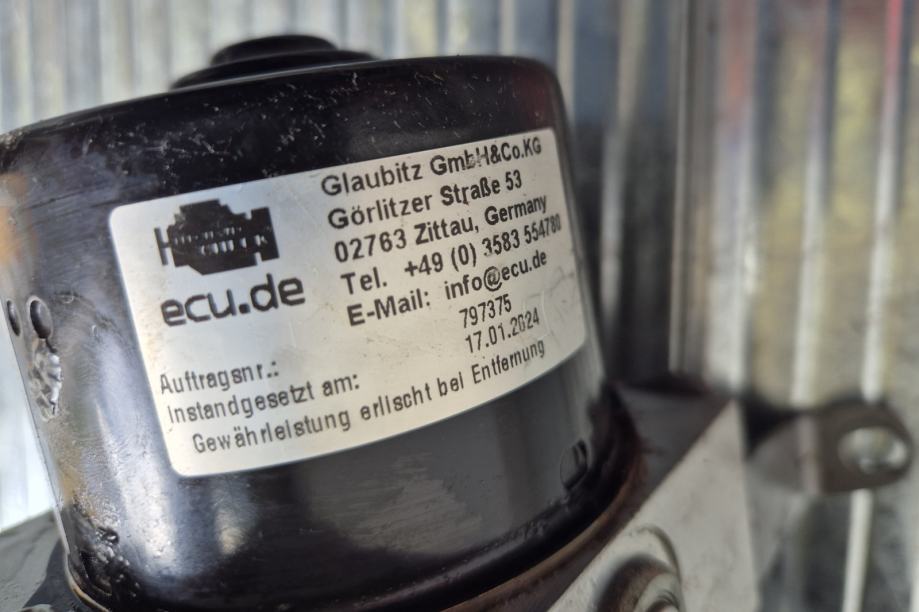 Glaubitz GmbH&Co.KG
Görlitzer Straße 53
02763 Zittau, Germany
Tel. +49 (0) 3583 554780
E-Mail: info@ecu.de
ecu.de
Auftragsnr.: 797375
Instandgesetzt am: 17.01.2024
Gewährleistung erlischt bei Entfernung